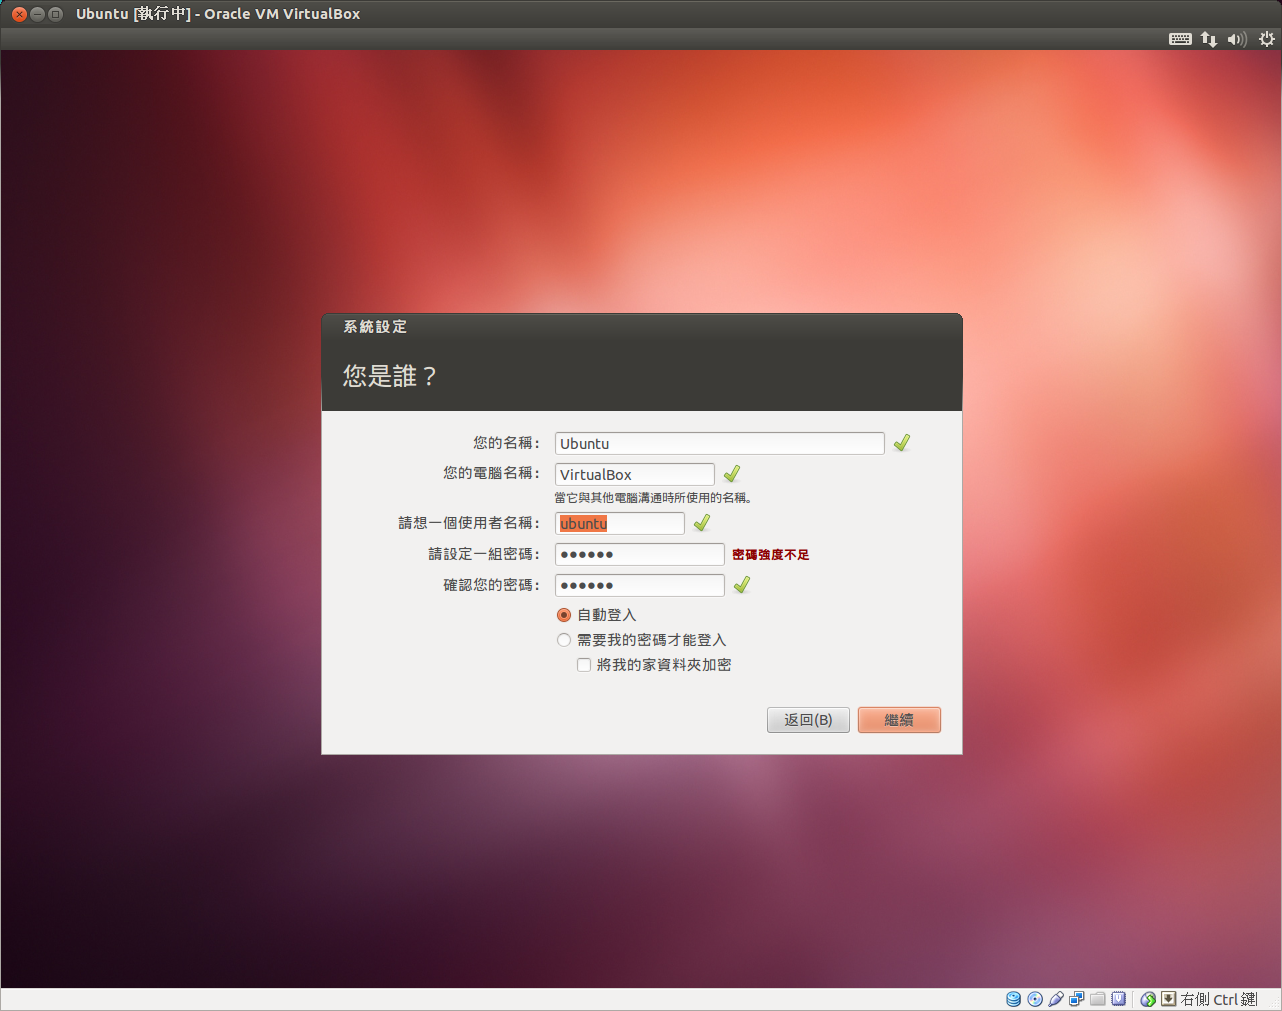 Ubuntu [執行中] - Oracle VM VirtualBox
系統設定
您是誰？
您的名稱： Ubuntu
您的電腦名稱： VirtualBox
當它與其他電腦溝通時所使用的名稱。
請想一個使用者名稱： ubuntu
請設定一組密碼： ●●●●●● 密碼強度不足
確認您的密碼： ●●●●●●
自動登入
需要我的密碼才能登入
將我的家資料夾加密
返回(B) 繼續
右側 Ctrl 鍵